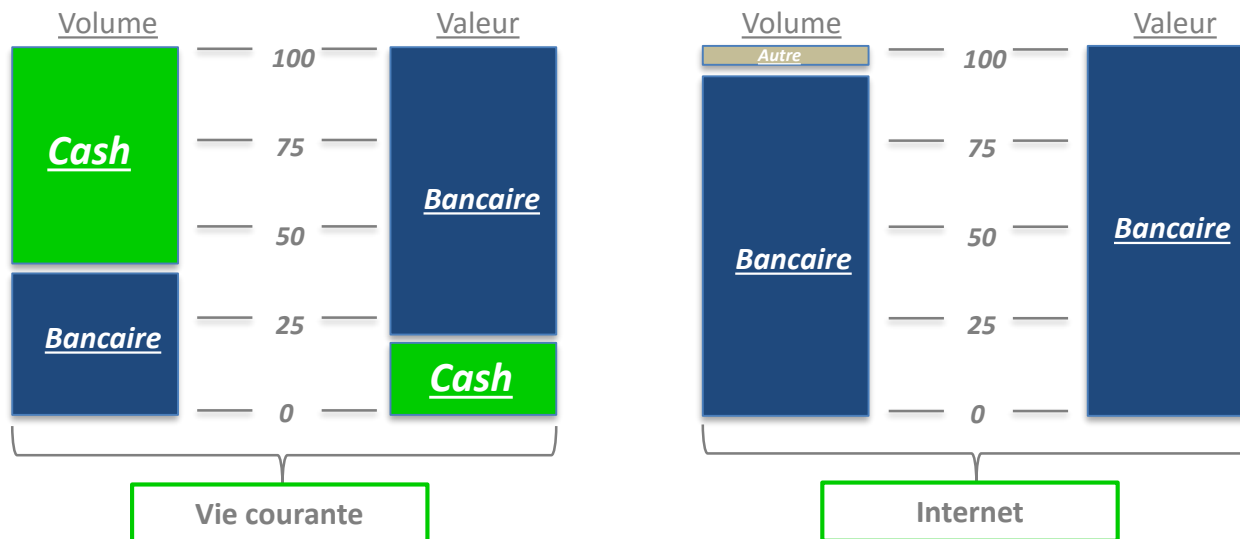 Volume
Valeur
Cash
Bancaire
100
75
50
25
0
Bancaire
Cash
Vie courante
Volume
Valeur
Autre
Bancaire
100
75
50
25
0
Bancaire
Internet